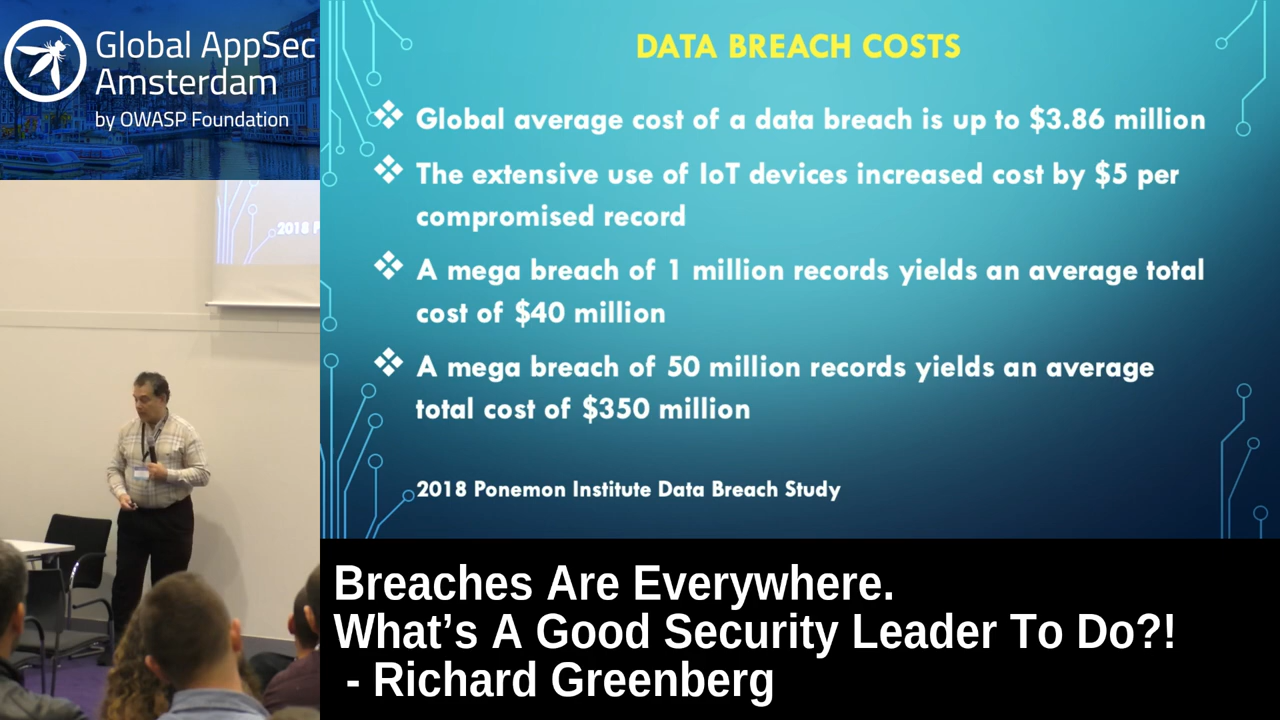 Global AppSec
Amsterdam
by OWASP Foundation
DATA BREACH COSTS
Global average cost of a data breach is up to $3.86 million
The extensive use of IoT devices increased cost by $5 per
compromised record
A mega breach of 1 million records yields an average total
cost of $40 million
A mega breach of 50 million records yields an average
total cost of $350 million
2018 Ponemon Institute Data Breach Study
2018 P
Breaches Are Everywhere.
What's A Good Security Leader To Do?!
- Richard Greenberg